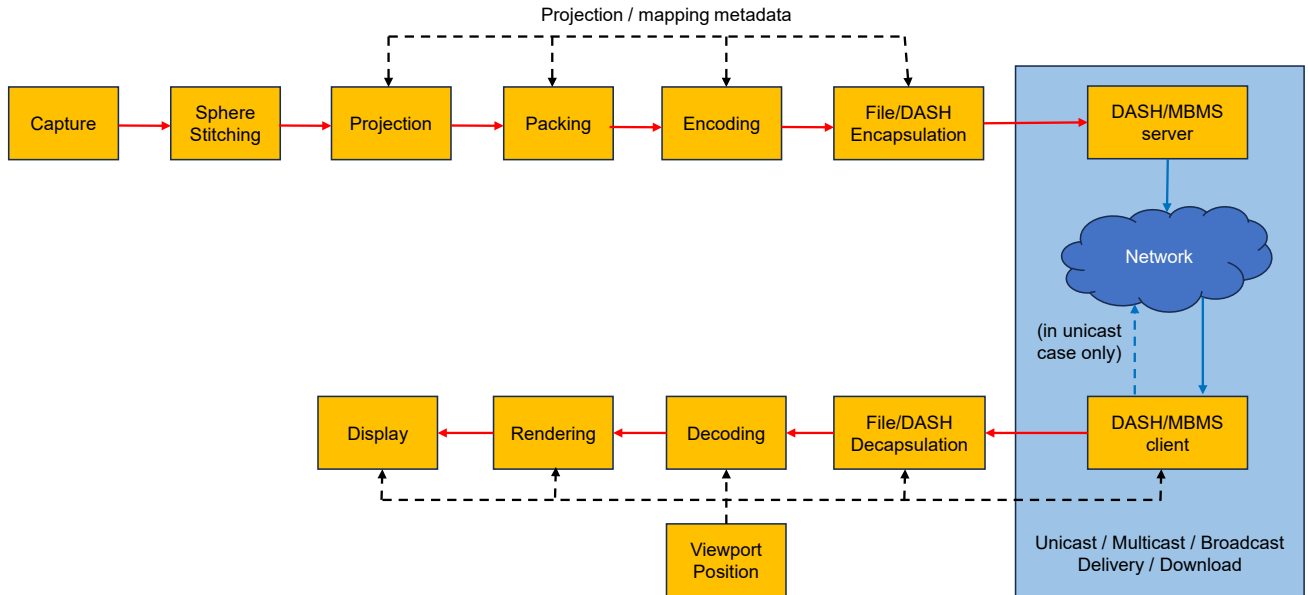 Projection / mapping metadata
Capture
Sphere
Stitching
Projection
Packing
Encoding
File/DASH
Encapsulation
DASH/MBMS
server
Network
(in unicast
case only)
Display
Rendering
Decoding
File/DASH
Decapsulation
DASH/MBMS
client
Viewport
Position
Unicast / Multicast / Broadcast
Delivery / Download